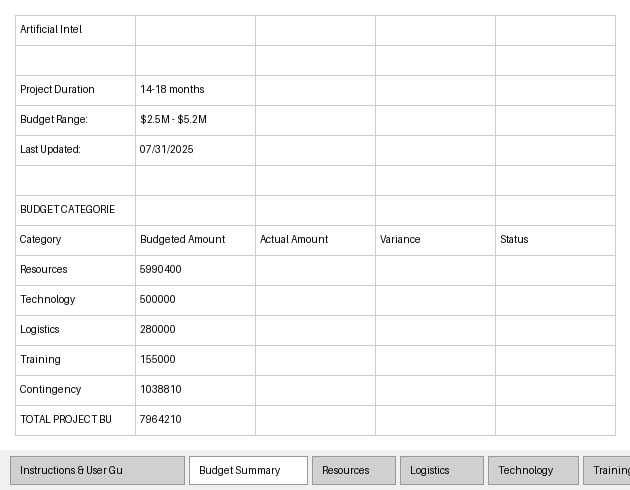 Artificial Intel
Project Duration 14-18 months
Budget Range: $2.5M - $5.2M
Last Updated: 07/31/2025
BUDGET CATEGORIE
Category Budgeted Amount Actual Amount Variance Status
Resources 5990400
Technology 500000
Logistics 280000
Training 155000
Contingency 1038810
TOTAL PROJECT BU 7964210
Instructions & User Gu Budget Summary Resources Logistics Technology Training